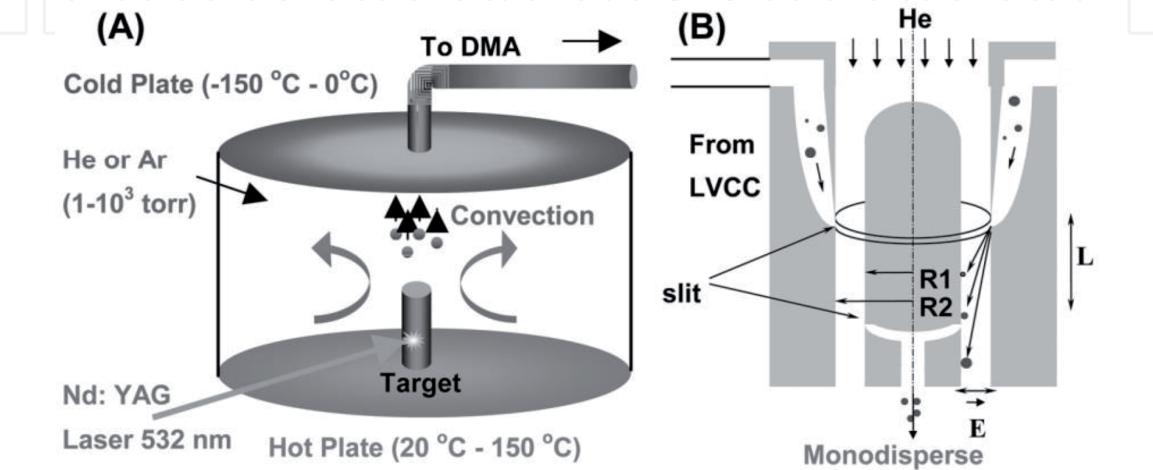 (A)
To DMA
Cold Plate (-150 °C - 0°C)
He or Ar
(1-10³ torr)
Convection
Target
Nd: YAG
Laser 532 nm
Hot Plate (20 °C - 150 °C)
(B)
He
From
LVCC
slit
R1
R2
L
E
Monodisperse